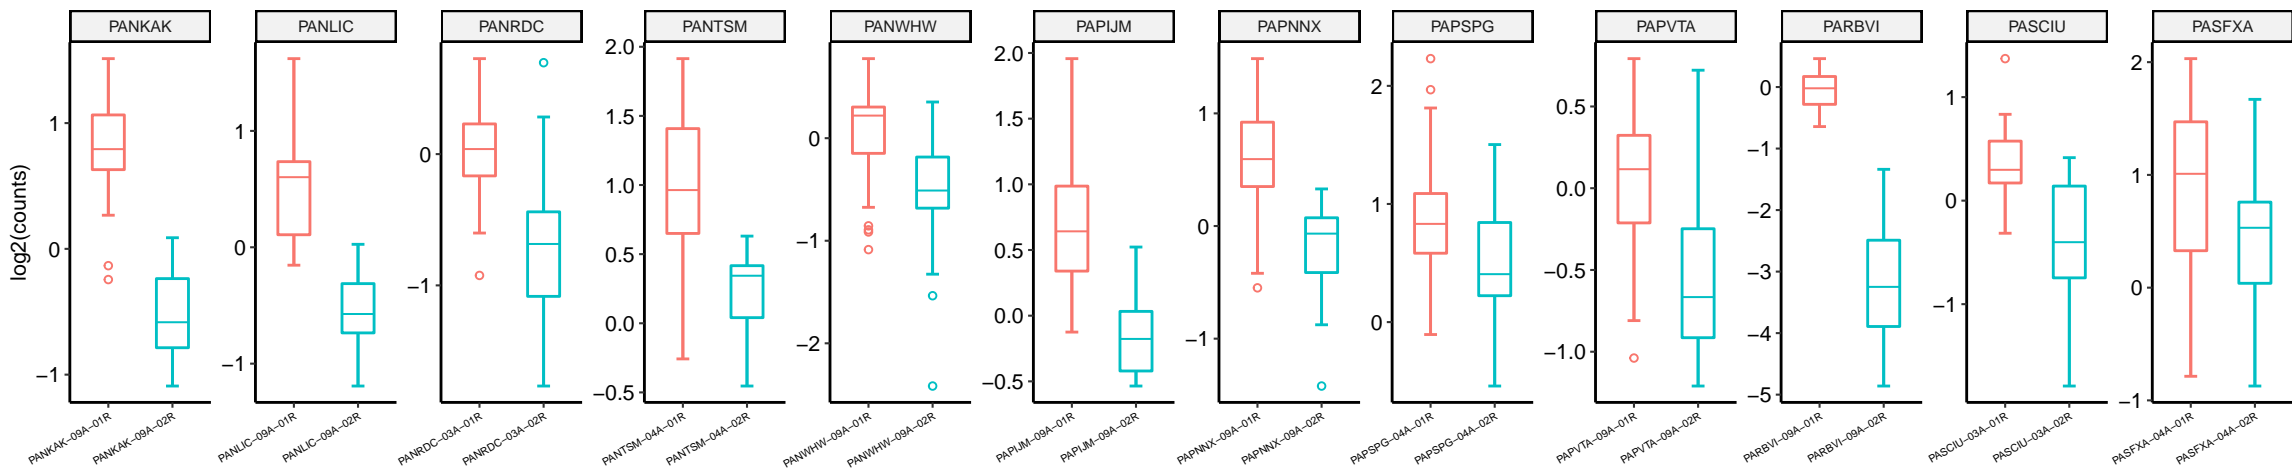 PANKAK
PANLIC
PANRDC
PANTSM
PANWHW
PAPIJM
PAPNNX
PAPSPG
PAPVTA
PARBVI
PASCIU
PASFXA
log2(counts)
1
0
−1
PANKAK−09A−01R
PANKAK−09A−02R
1
0
−1
PANLIC−09A−01R
PANLIC−09A−02R
0
−1
PANRDC−03A−01R
PANRDC−03A−02R
2.0
1.5
1.0
0.5
0.0
−0.5
PANTSM−04A−01R
PANTSM−04A−02R
0
−1
−2
PANWHW−09A−01R
PANWHW−09A−02R
2.0
1.5
1.0
0.5
0.0
−0.5
PAPIJM−09A−01R
PAPIJM−09A−02R
1
0
−1
PAPNNX−09A−01R
PAPNNX−09A−02R
2
1
0
PAPSPG−04A−01R
PAPSPG−04A−02R
0.5
0.0
−0.5
−1.0
PAPVTA−09A−01R
PAPVTA−09A−02R
0
−1
−2
−3
−4
−5
PARBVI−09A−01R
PARBVI−09A−02R
1
0
−1
PASCIU−03A−01R
PASCIU−03A−02R
2
1
0
−1
PASFXA−04A−01R
PASFXA−04A−02R